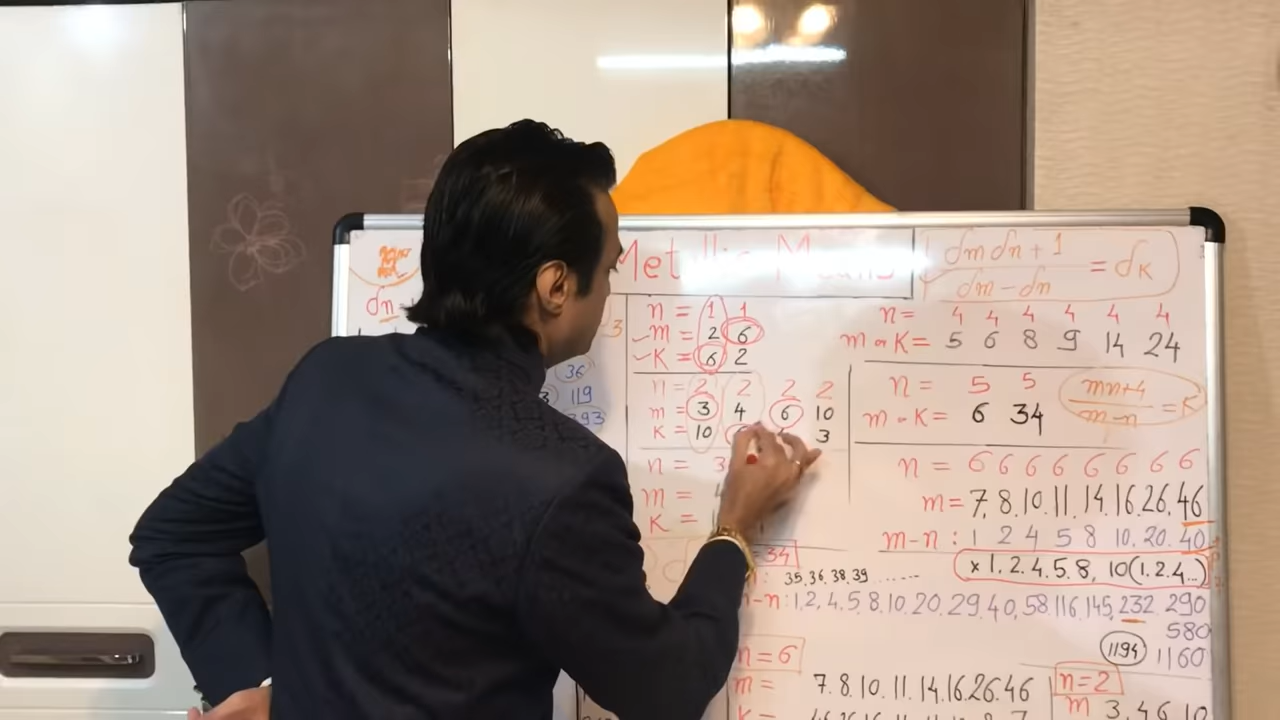 Metallic Means
δm δn + 1
δm - δn
= δK
δn
3
36
119
n = 1 1
m = 2 6
K = 6 2
n = 2 2 2 2
m = 3 4 6 10
K = 10 3
n = 3
m =
K =
n = 4 4 4 4 4 4
m or K = 5 6 8 9 14 24
n = 5 5
m or K = 6 34
mn+4
m-n
= K
n = 6 6 6 6 6 6 6 6
m = 7. 8. 10. 11. 14. 16. 26. 46
m-n : 1 2 4 5 8 10. 20. 40
× 1. 2. 4. 5. 8, 10(1. 2. 4...)
= 34
: 35,36,38,39 ......
-n : 1, 2, 4, 5, 8, 10, 20, 29, 40, 58, 116, 145, 232 290
580
1194 1160
n = 6
m = 7. 8. 10. 11. 14. 16. 26. 46
K =
n = 2
m 3. 4. 6. 10